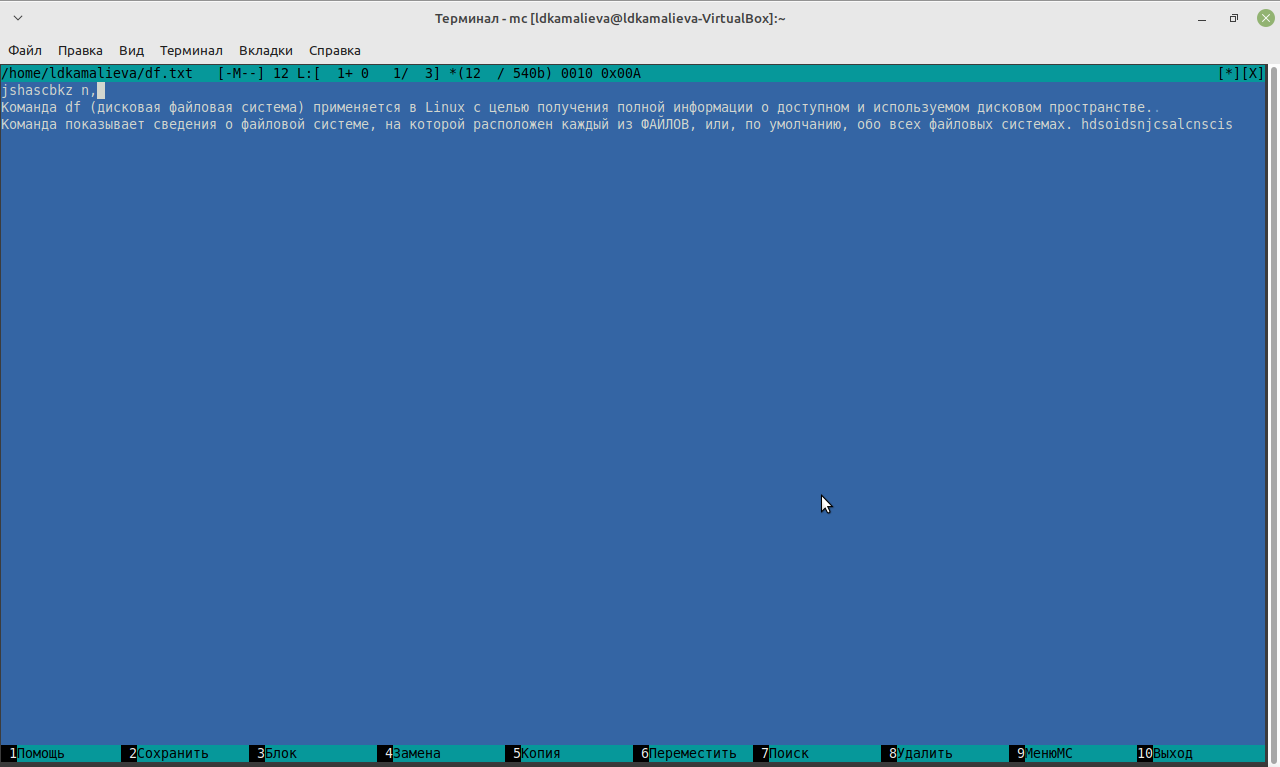 Терминал - mc [ldkamalieva@ldkamalieva-VirtualBox]:~
Файл Правка Вид Терминал Вкладки Справка
/home/ldkamalieva/df.txt [-M--] 12 L:[ 1+ 0 1/ 3] *(12 / 540b) 0010 0x00A [*][X]
jshascbkz n,
Команда df (дисковая файловая система) применяется в Linux с целью получения полной информации о доступном и используемом дисковом пространстве..
Команда показывает сведения о файловой системе, на которой расположен каждый из ФАЙЛОВ, или, по умолчанию, обо всех файловых системах. hdsoidsnjcsalcnscis
1Помощь 2Сохранить 3Блок 4Замена 5Копия 6Переместить 7Поиск 8Удалить 9МенюМС 10Выход